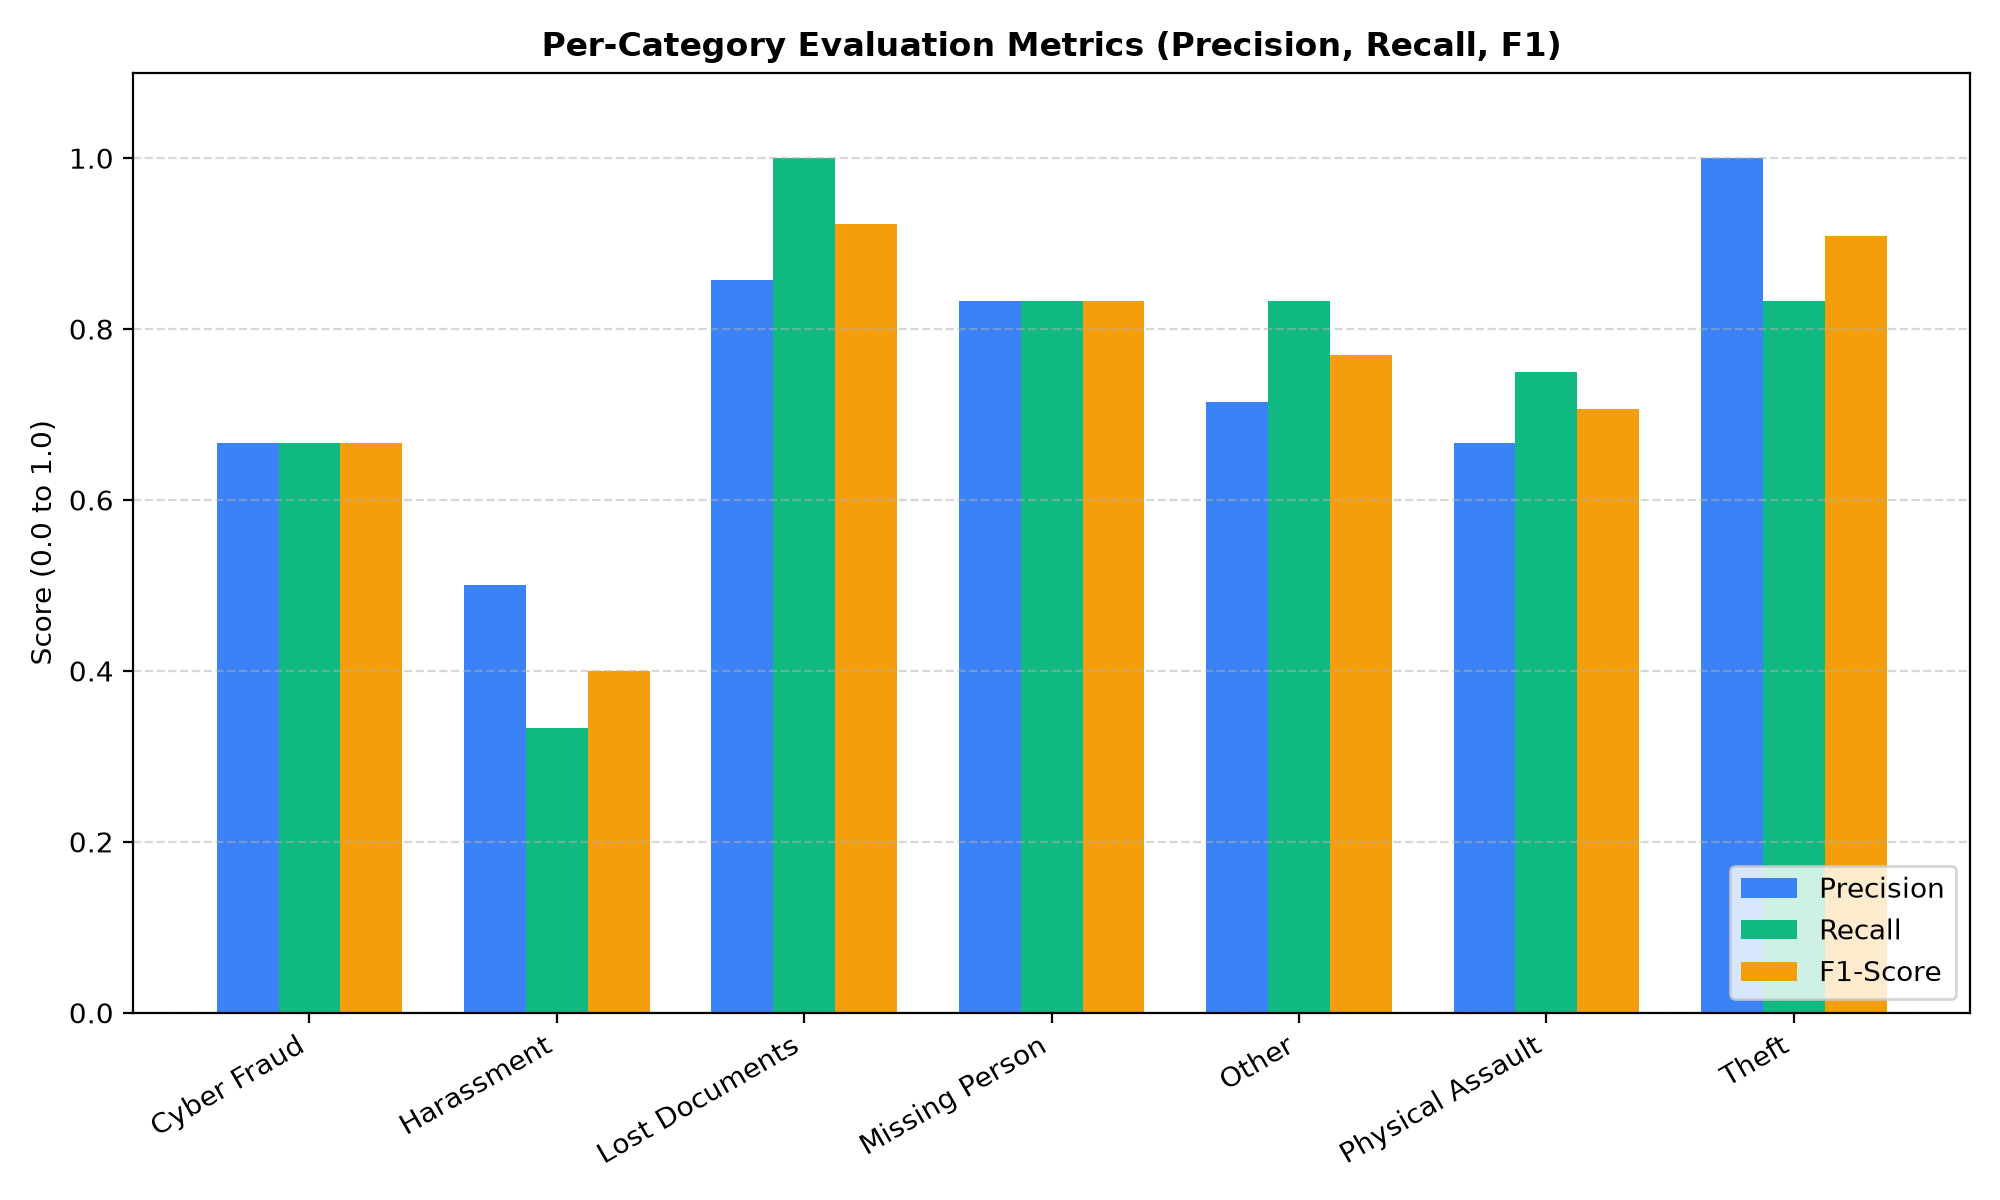 Per-Category Evaluation Metrics (Precision, Recall, F1)
Score (0.0 to 1.0)
1.0
0.8
0.6
0.4
0.2
0.0
Precision
Recall
F1-Score
Cyber Fraud
Harassment
Lost Documents
Missing Person
Other
Physical Assault
Theft